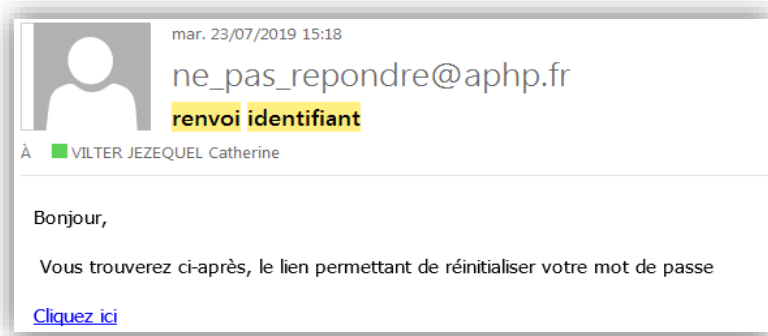 mar. 23/07/2019 15:18
ne_pas_repondre@aphp.fr
renvoi identifiant
À VILTER JEZEQUEL Catherine
Bonjour,
Vous trouverez ci-après, le lien permettant de réinitialiser votre mot de passe
Cliquez ici